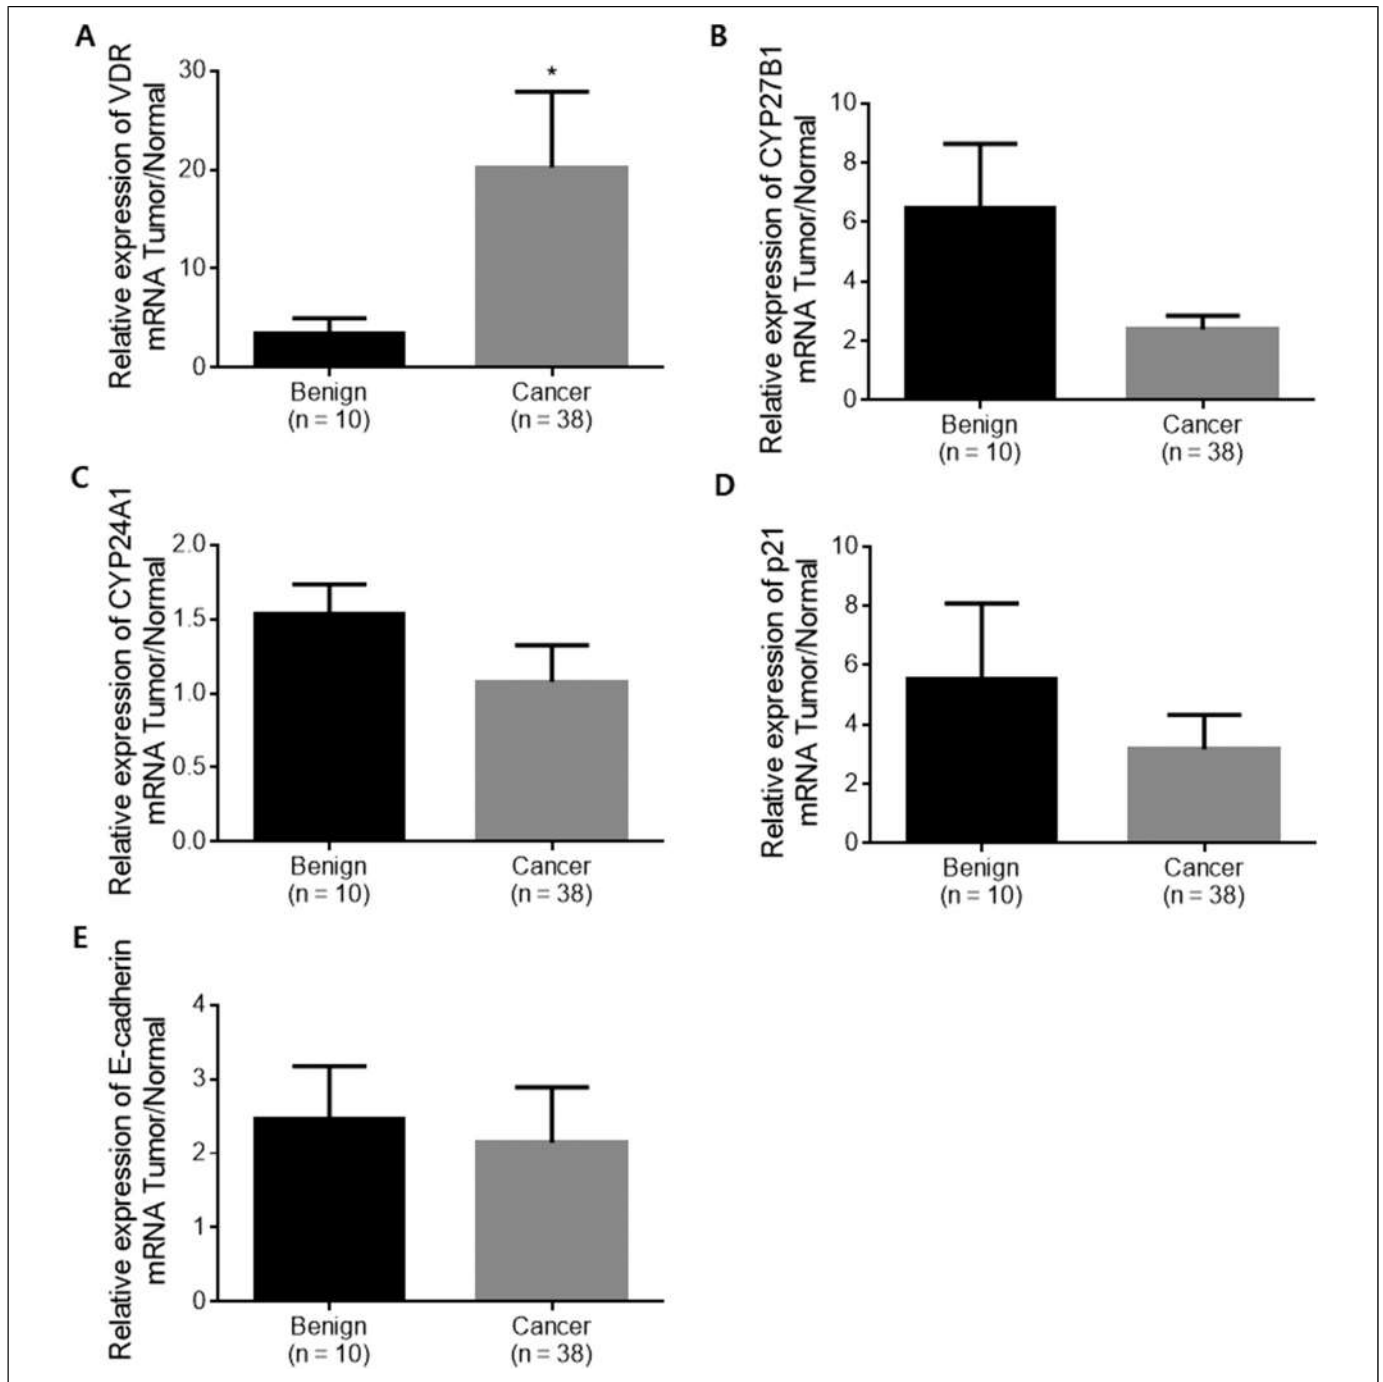 A
Relative expression of VDR
mRNA Tumor/Normal
30
20
10
0
*
Benign
(n = 10)
Cancer
(n = 38)
B
Relative expression of CYP27B1
mRNA Tumor/Normal
10
8
6
4
2
0
Benign
(n = 10)
Cancer
(n = 38)
C
Relative expression of CYP24A1
mRNA Tumor/Normal
2.0
1.5
1.0
0.5
0.0
Benign
(n = 10)
Cancer
(n = 38)
D
Relative expression of p21
mRNA Tumor/Normal
10
8
6
4
2
0
Benign
(n = 10)
Cancer
(n = 38)
E
Relative expression of E-cadherin
mRNA Tumor/Normal
4
3
2
1
0
Benign
(n = 10)
Cancer
(n = 38)